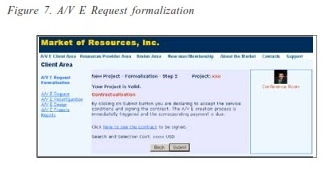 Figure 7. A/V E Request formalization
Market of Resources, Inc.
A/V E Client Area Resources Provider Area Broker Area Reversion/Membership About the Market Contacts Support
Client Area
A/V E Request
Formalization
A/V E Request
A/V E Reconfiguration
A/V E Design
A/V E Projects
Reports
New Project - Formalization - Step 2 Project: xxx
Your Project is Valid.
Contractualization
By clicking on Submit button you are declaring to accept the service
conditions and signing the contract. The A/V E creation process is
immediatelly triggered and the corresponding payment is due.
Click here to see the contract to be signed.
Search and Selection Cost: xxxx USD
Back Submit
Conference Room